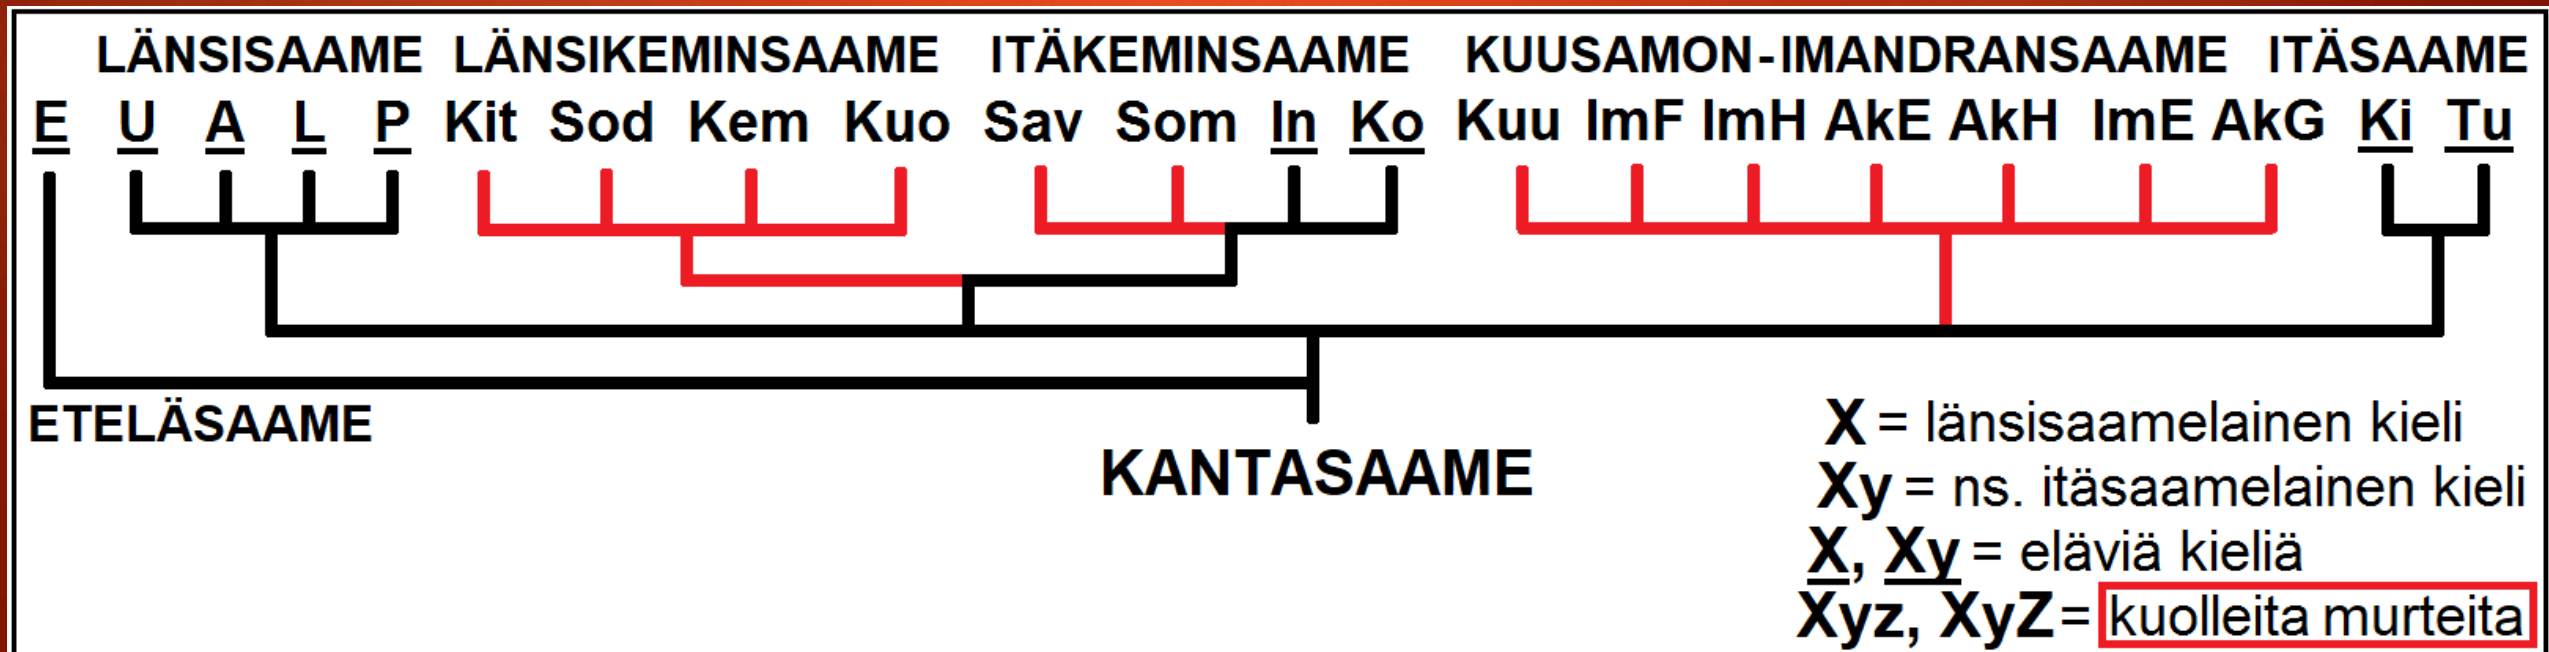 LÄNSISAAME LÄNSIKEMINSAAME ITÄKEMINSAAME KUUSAMON-IMANDRANSAAME ITÄSAAME
E U A L P Kit Sod Kem Kuo Sav Som In Ko Kuu ImF ImH AkE AkH ImE AkG Ki Tu
ETELÄSAAME
KANTASAAME
X = länsisaamelainen kieli
Xy = ns. itäsaamelainen kieli
X, Xy = eläviä kieliä
Xyz, XyZ = kuolleita murteita